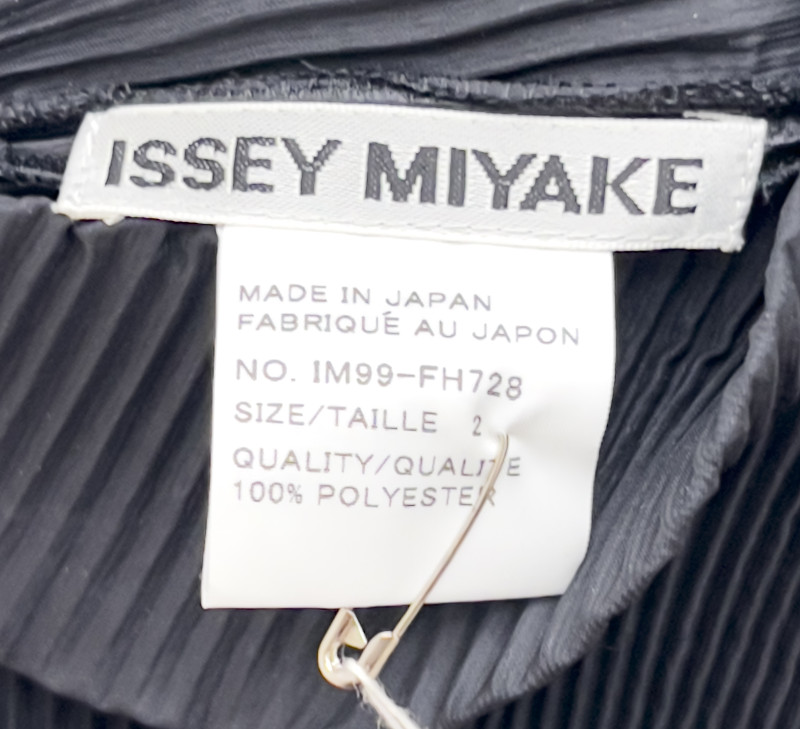 ISSEY MIYAKE
MADE IN JAPAN
FABRIQUÉ AU JAPON
NO. IM99-FH728
SIZE/TAILLE 2
QUALITY/QUALITE
100% POLYESTER